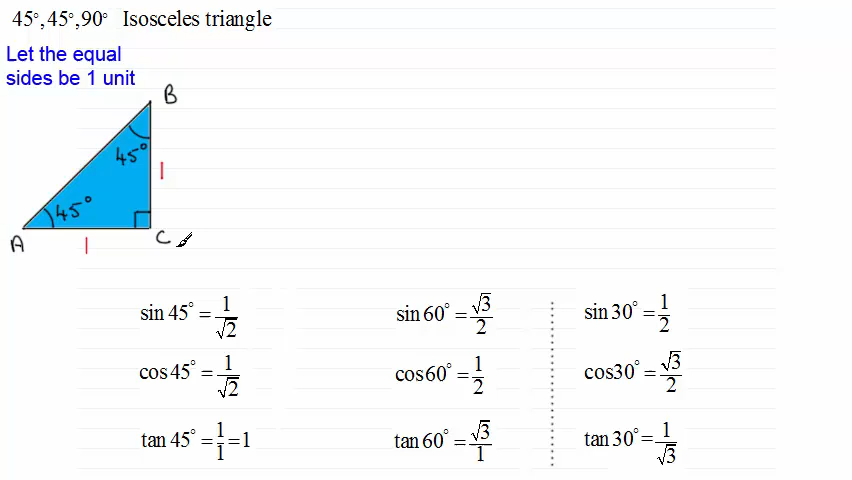 45°, 45°, 90° Isosceles triangle
Let the equal
sides be 1 unit
B
45°
1
45°
A
1
C
sin 45° = 1/√2
sin 60° = √3/2
sin 30° = 1/2
cos 45° = 1/√2
cos 60° = 1/2
cos 30° = √3/2
tan 45° = 1/1 = 1
tan 60° = √3/1
tan 30° = 1/√3